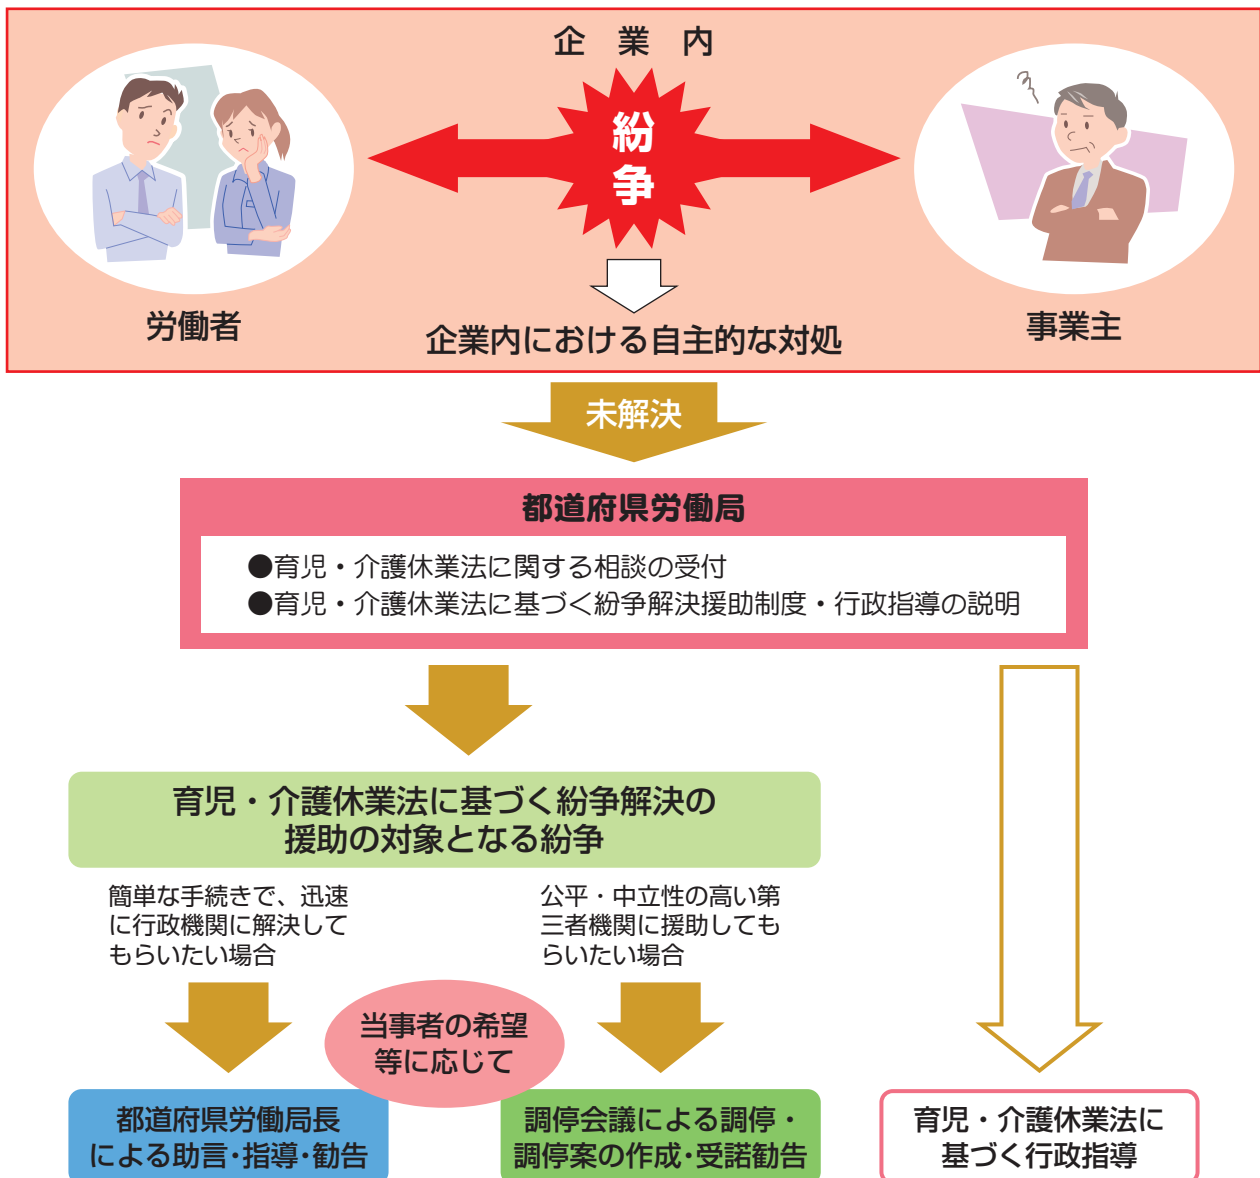 企業内
紛争
労働者
企業内における自主的な対処
事業主
未解決
都道府県労働局
●育児・介護休業法に関する相談の受付
●育児・介護休業法に基づく紛争解決援助制度・行政指導の説明
育児・介護休業法に基づく紛争解決の
援助の対象となる紛争
簡単な手続きで、迅速
に行政機関に解決して
もらいたい場合
公平・中立性の高い第
三者機関に援助しても
らいたい場合
当事者の希望
等に応じて
都道府県労働局長
による助言・指導・勧告
調停会議による調停・
調停案の作成・受諾勧告
育児・介護休業法に
基づく行政指導